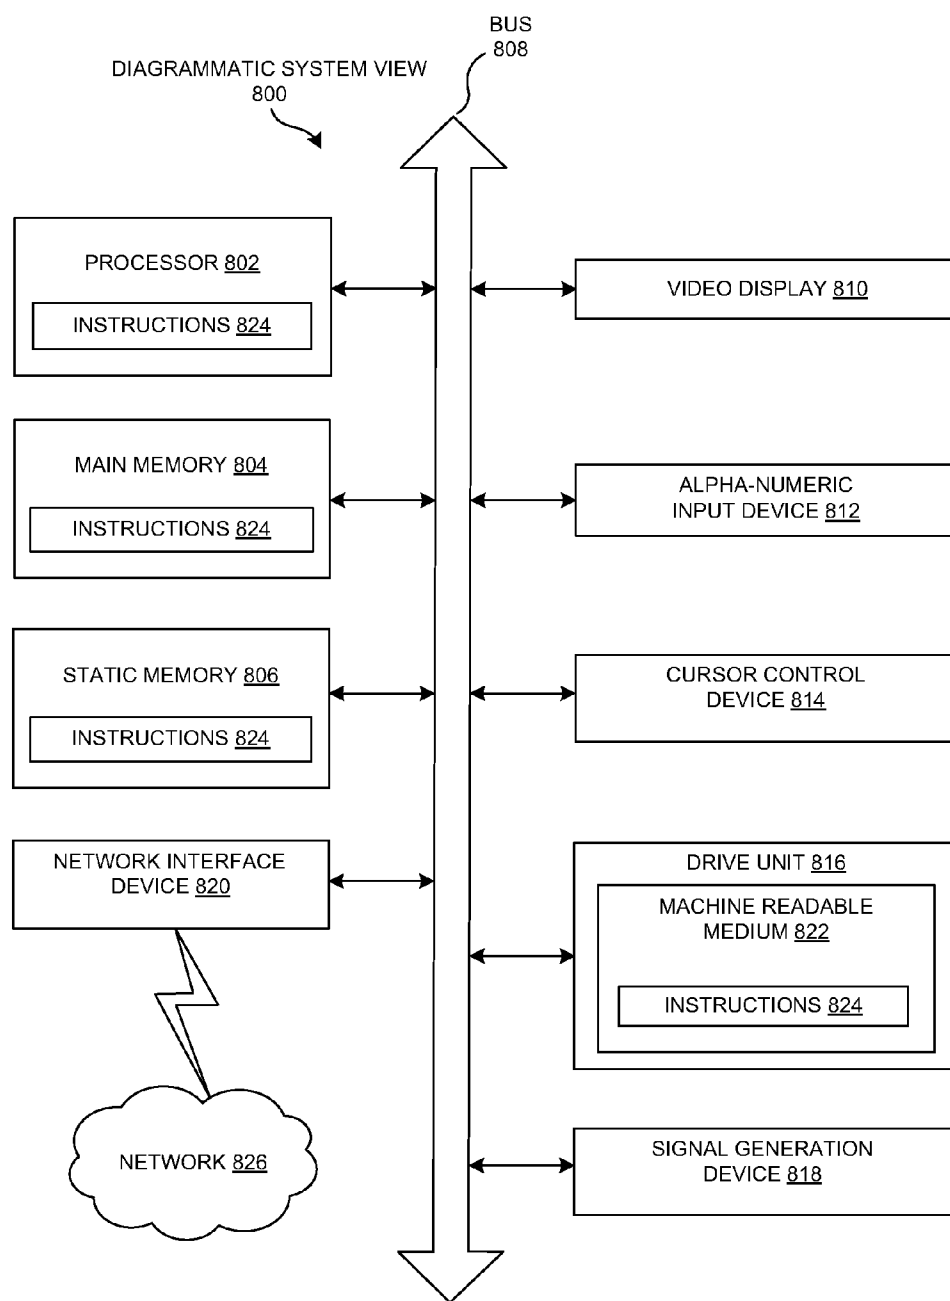 BUS
808
DIAGRAMMATIC SYSTEM VIEW
800
PROCESSOR 802
INSTRUCTIONS 824
VIDEO DISPLAY 810
MAIN MEMORY 804
INSTRUCTIONS 824
ALPHA-NUMERIC
INPUT DEVICE 812
STATIC MEMORY 806
INSTRUCTIONS 824
CURSOR CONTROL
DEVICE 814
NETWORK INTERFACE
DEVICE 820
DRIVE UNIT 816
MACHINE READABLE
MEDIUM 822
INSTRUCTIONS 824
NETWORK 826
SIGNAL GENERATION
DEVICE 818